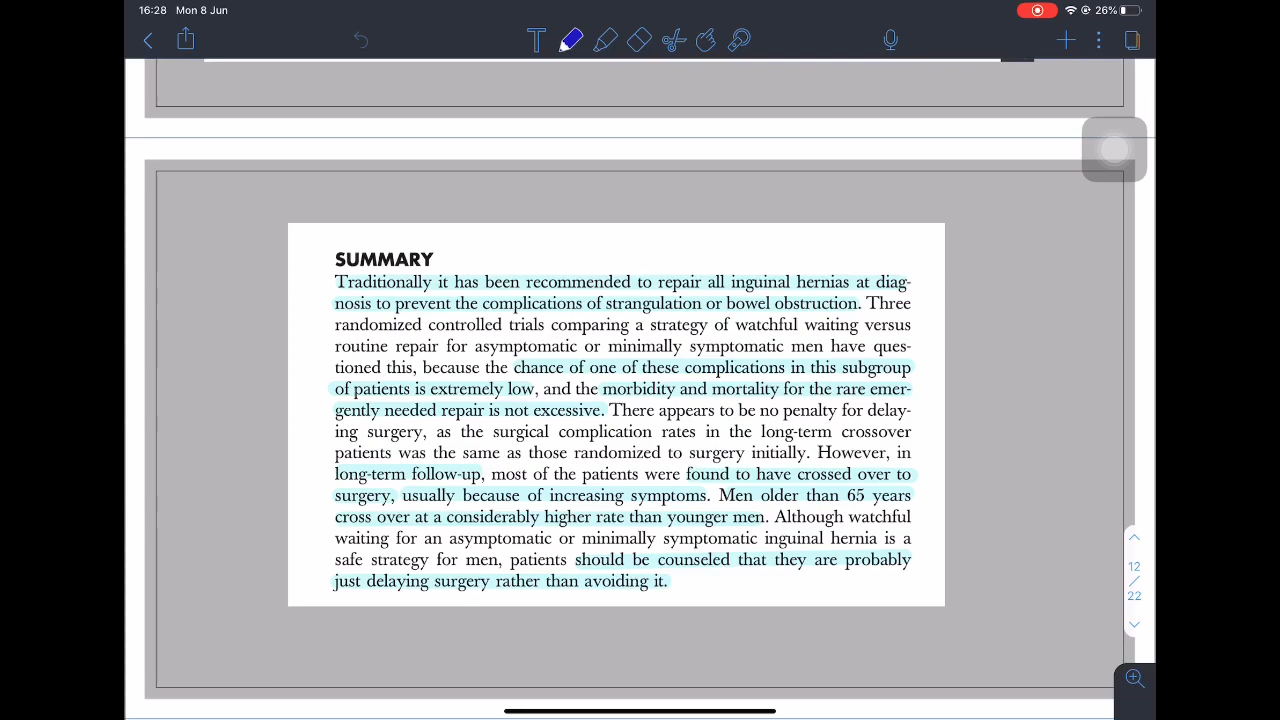 16:28 Mon 8 Jun
26%
T
SUMMARY
Traditionally it has been recommended to repair all inguinal hernias at diag-
nosis to prevent the complications of strangulation or bowel obstruction. Three
randomized controlled trials comparing a strategy of watchful waiting versus
routine repair for asymptomatic or minimally symptomatic men have ques-
tioned this, because the chance of one of these complications in this subgroup
of patients is extremely low, and the morbidity and mortality for the rare emer-
gently needed repair is not excessive. There appears to be no penalty for delay-
ing surgery, as the surgical complication rates in the long-term crossover
patients was the same as those randomized to surgery initially. However, in
long-term follow-up, most of the patients were found to have crossed over to
surgery, usually because of increasing symptoms. Men older than 65 years
cross over at a considerably higher rate than younger men. Although watchful
waiting for an asymptomatic or minimally symptomatic inguinal hernia is a
safe strategy for men, patients should be counseled that they are probably
just delaying surgery rather than avoiding it.
12
/
22